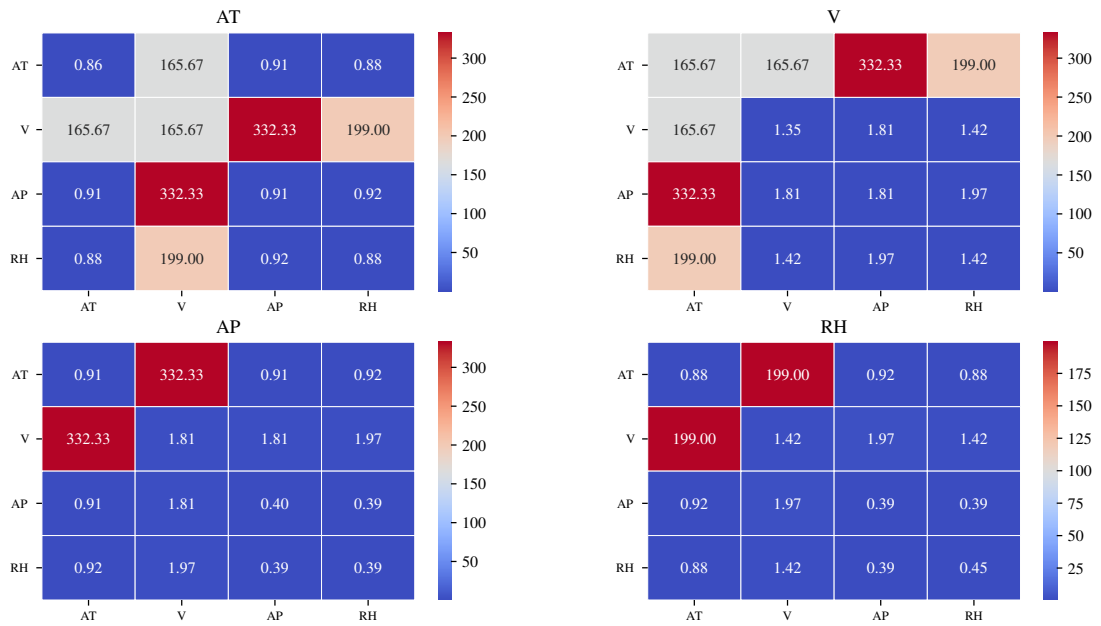 AT
AT 0.86 165.67 0.91 0.88
V 165.67 165.67 332.33 199.00
AP 0.91 332.33 0.91 0.92
RH 0.88 199.00 0.92 0.88
AT V AP RH
300
250
200
150
100
50
V
AT 165.67 165.67 332.33 199.00
V 165.67 1.35 1.81 1.42
AP 332.33 1.81 1.81 1.97
RH 199.00 1.42 1.97 1.42
AT V AP RH
300
250
200
150
100
50
AP
AT 0.91 332.33 0.91 0.92
V 332.33 1.81 1.81 1.97
AP 0.91 1.81 0.40 0.39
RH 0.92 1.97 0.39 0.39
AT V AP RH
300
250
200
150
100
50
RH
AT 0.88 199.00 0.92 0.88
V 199.00 1.42 1.97 1.42
AP 0.92 1.97 0.39 0.39
RH 0.88 1.42 0.39 0.45
AT V AP RH
175
150
125
100
75
50
25